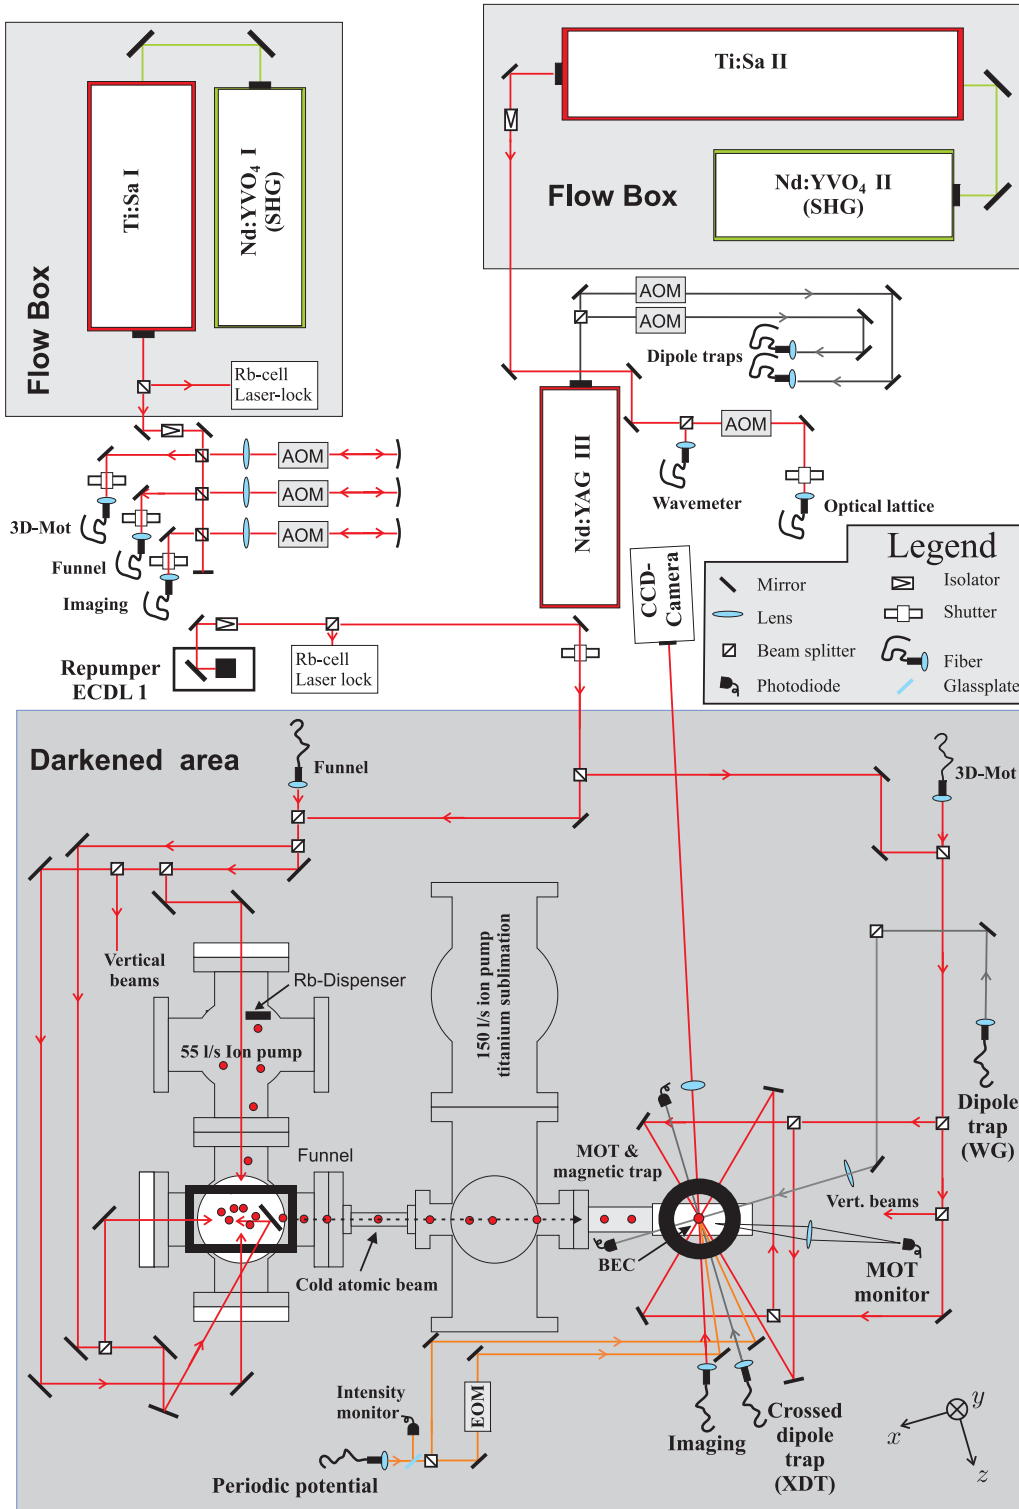 Ti:Sa I
Nd:YVO₄ I
(SHG)
Flow Box
Rb-cell
Laser-lock
Ti:Sa II
Nd:YVO₄ II
(SHG)
Flow Box
AOM
AOM
Dipole traps
AOM
Wavemeter
Optical lattice
Nd:YAG III
AOM
AOM
AOM
3D-Mot
Funnel
Imaging
CCD-
Camera
Repumper
ECDL 1
Rb-cell
Laser lock
Legend
Mirror
Isolator
Lens
Shutter
Beam splitter
Fiber
Photodiode
Glassplate
Darkened area
Funnel
3D-Mot
Vertical
beams
Rb-Dispenser
55 l/s Ion pump
150 l/s ion pump
titanium sublimation
Funnel
Cold atomic beam
MOT &
magnetic trap
BEC
Dipole
trap
(WG)
Vert. beams
MOT
monitor
Intensity
monitor
EOM
Periodic potential
Imaging
Crossed
dipole
trap
(XDT)
y
x
z